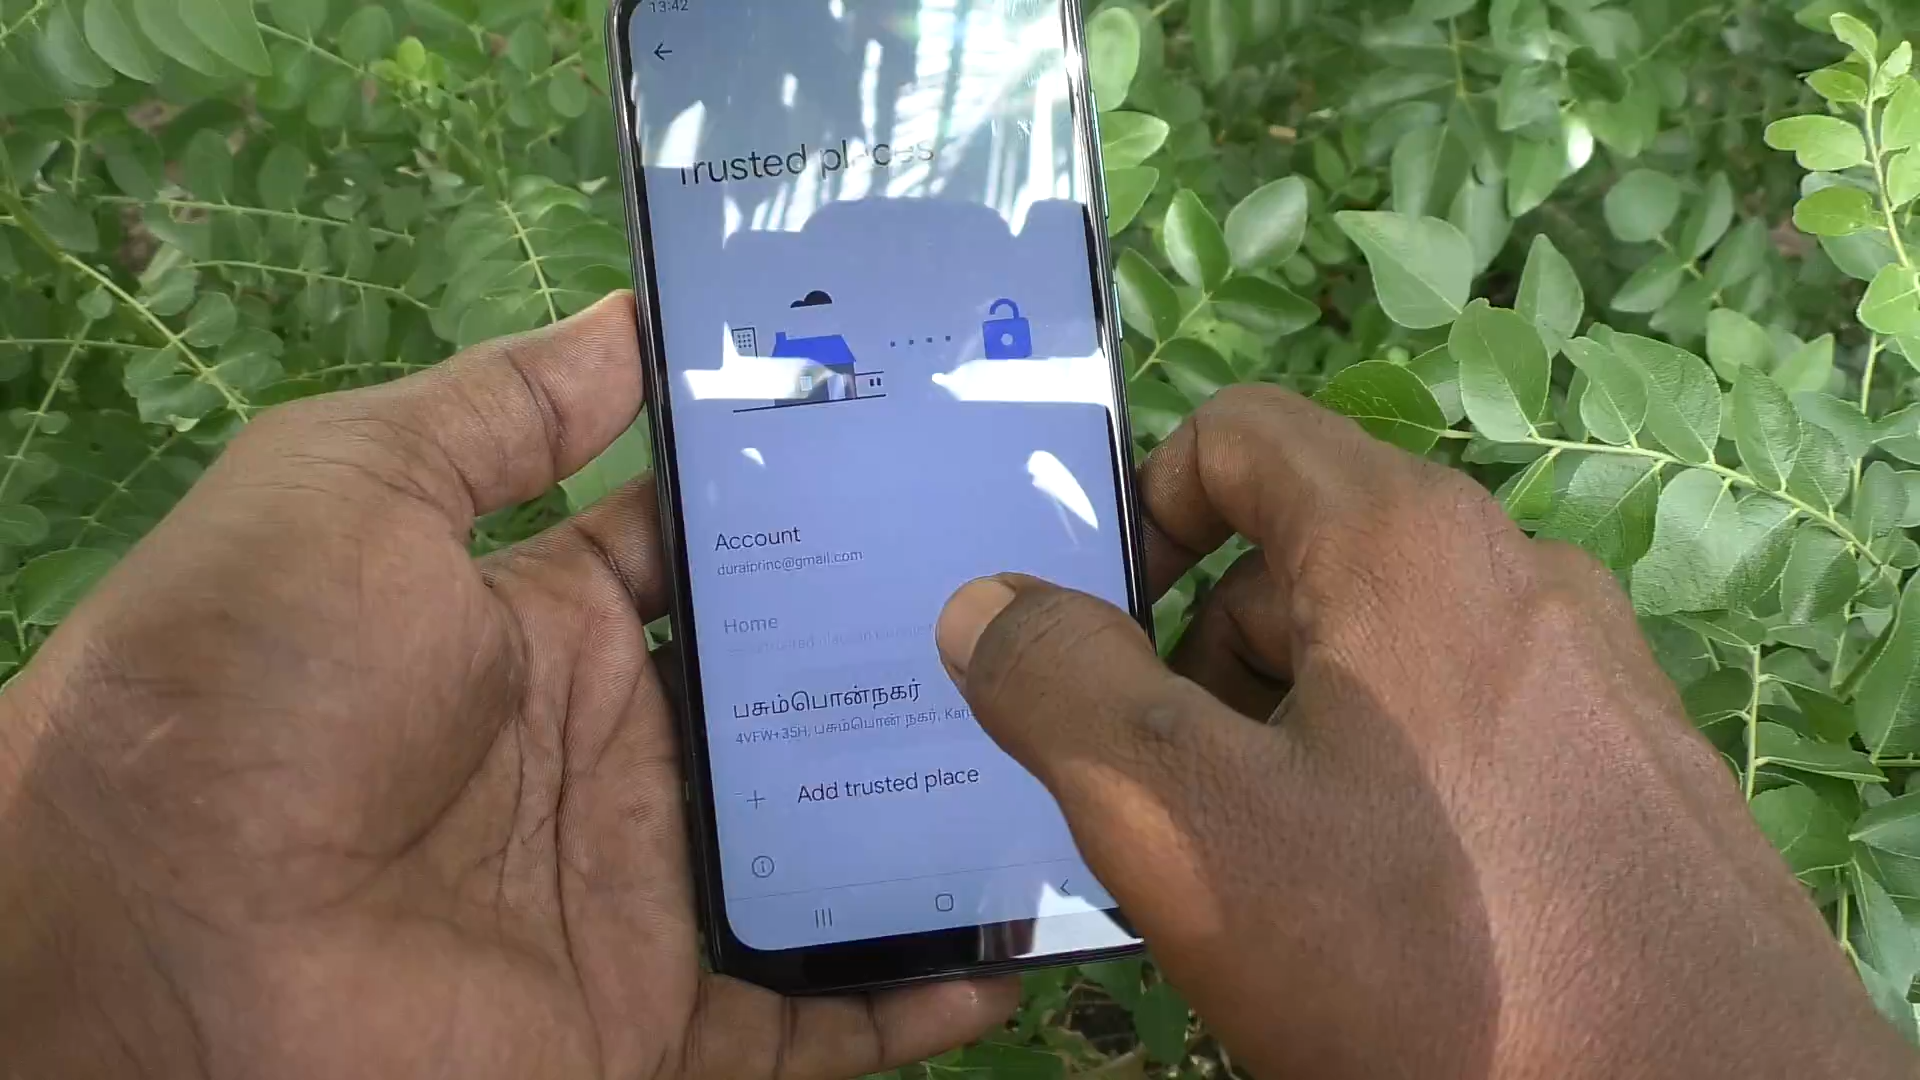 13:42
Trusted places
Account
duraiprinc@gmail.com
Home
பசும்பொன்நகர்
4VFW+35H, பசும்பொன் நகர்,
Add trusted place